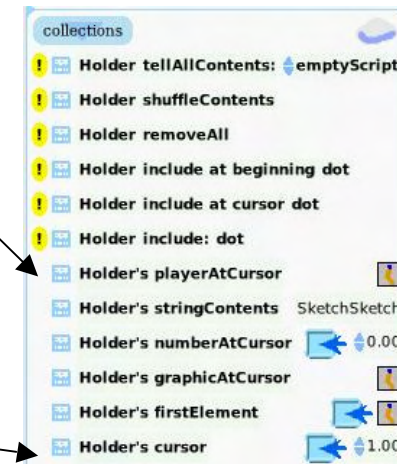 collections
! Holder tellAllContents: emptyScript
! Holder shuffleContents
! Holder removeAll
! Holder include at beginning dot
! Holder include at cursor dot
! Holder include: dot
Holder's playerAtCursor
Holder's stringContents SketchSketch
Holder's numberAtCursor 0.00
Holder's graphicAtCursor
Holder's firstElement
Holder's cursor 1.00